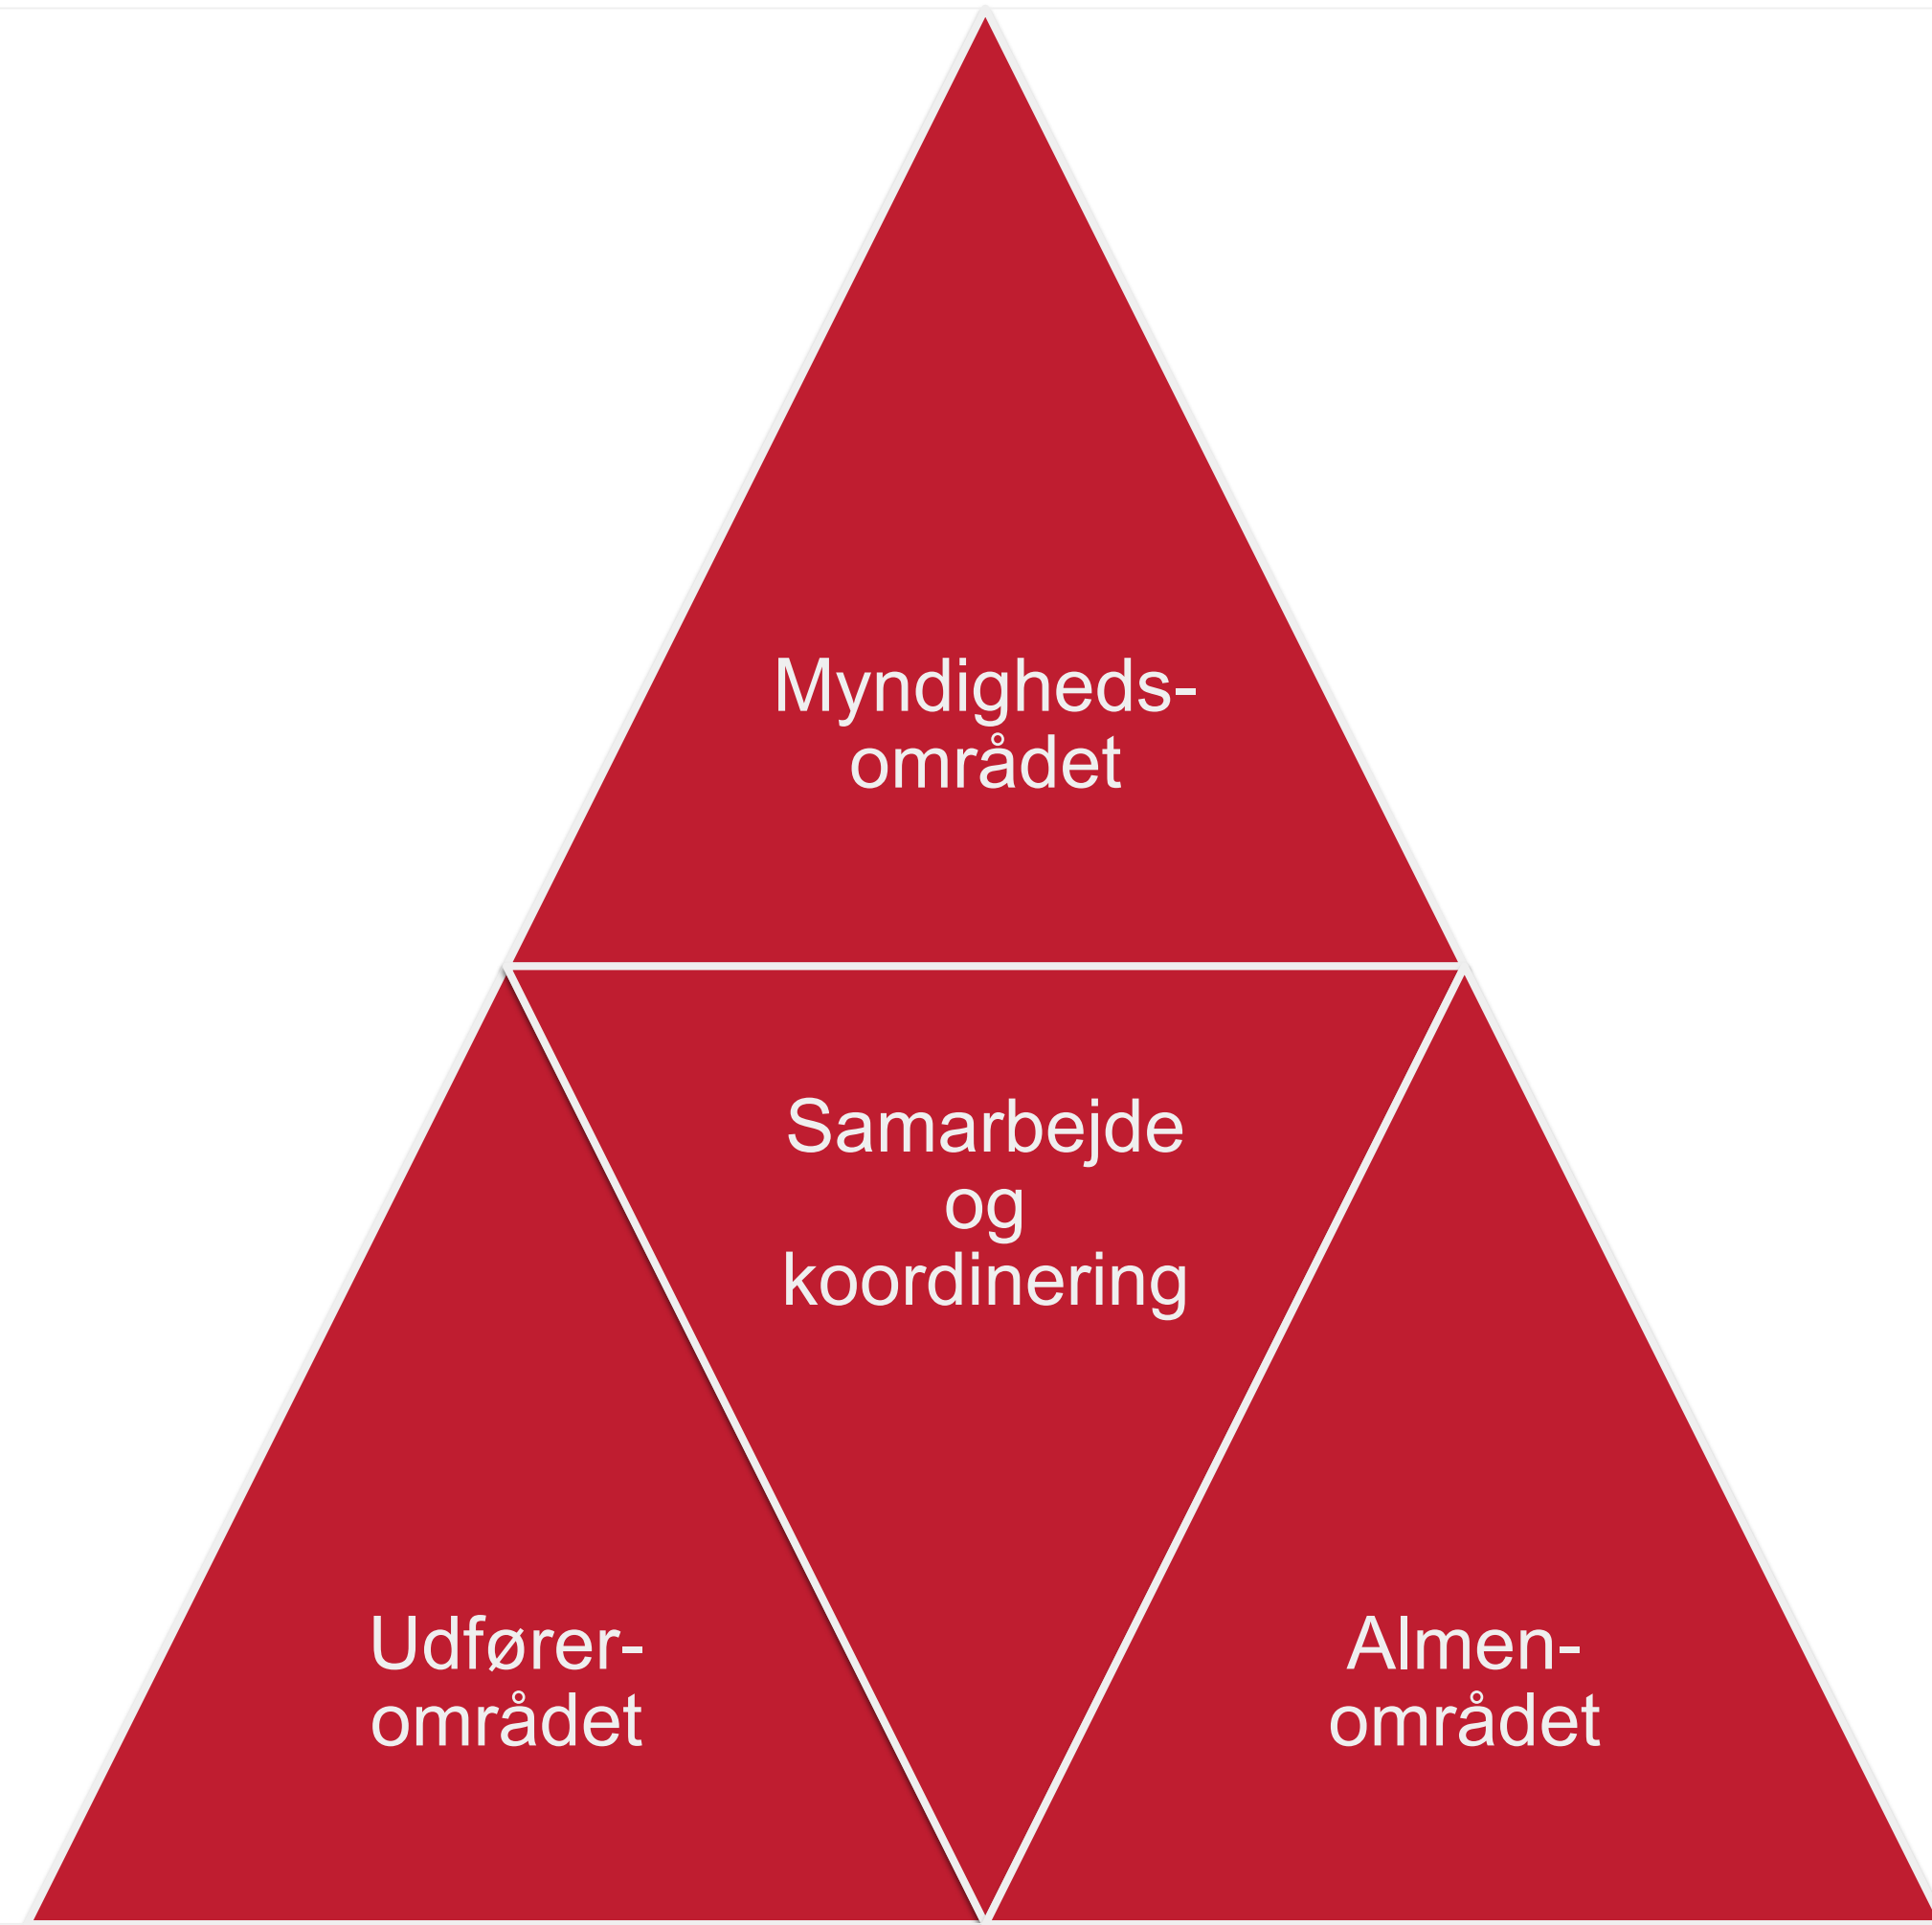 Myndigheds-
området
Samarbejde
og
koordinering
Udfører-
området
Almen-
området